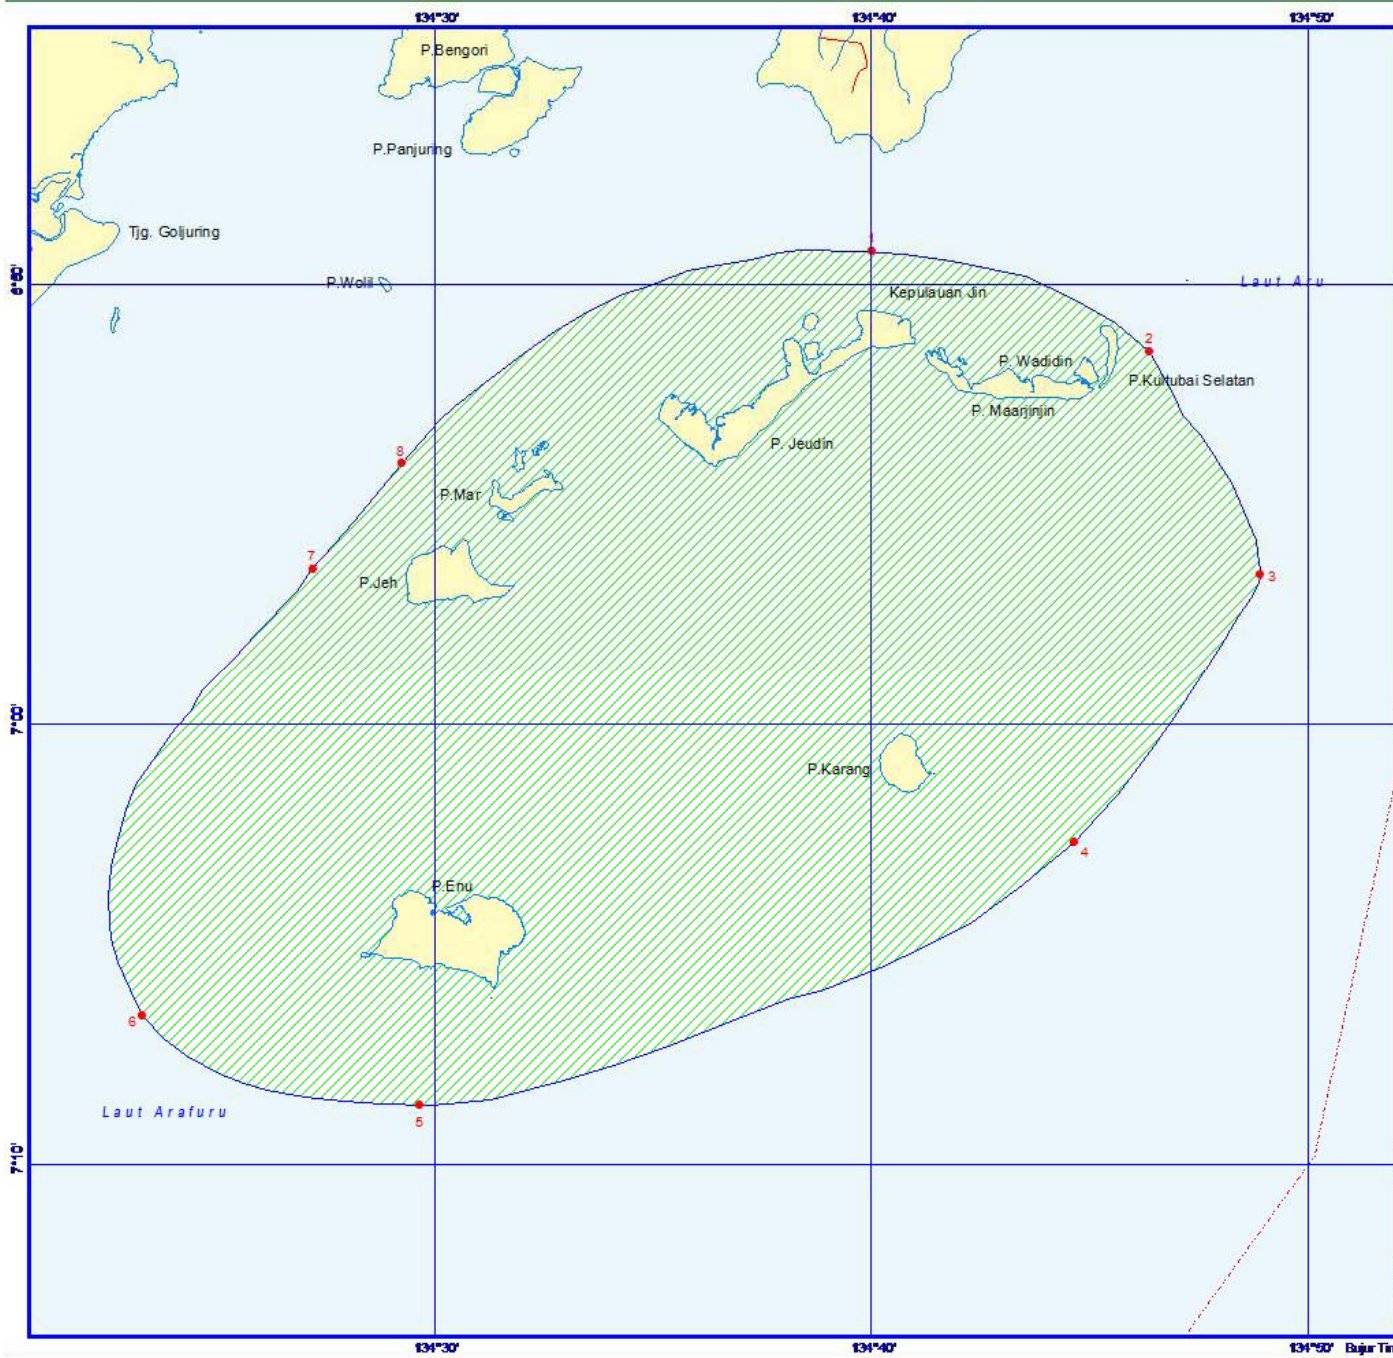 134°30'
134°40'
134°50'
P.Bengori
P.Panjuring
Tjg. Goljuring
1
P.Wolil
Laut Aru
6°50'
Kepulauan Jin
2
P. Wadidin
P.Kultubai Selatan
P. Maarjinjin
P. Jeudin
8
P.Mar
7
P.Jeh
3
7°00'
P.Karang
4
P.Enu
6
Laut Arafuru
5
7°10'
134°30'
134°40'
134°50'